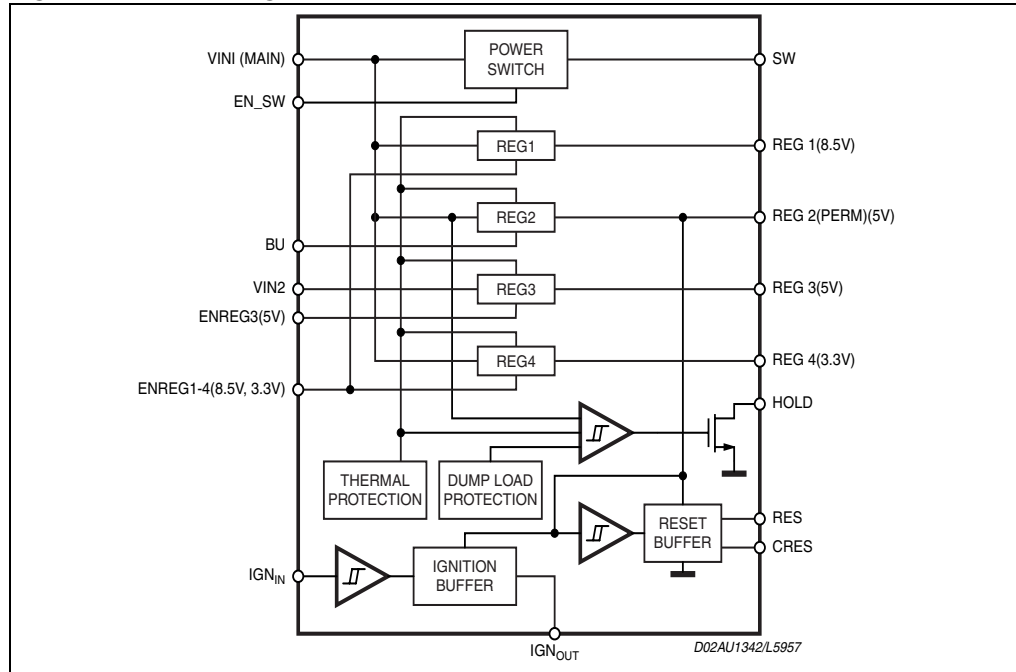 VINI (MAIN)
POWER
SWITCH
SW
EN_SW
REG1
REG 1(8.5V)
REG2
REG 2(PERM)(5V)
BU
VIN2
REG3
REG 3(5V)
ENREG3(5V)
REG4
REG 4(3.3V)
ENREG1-4(8.5V, 3.3V)
HOLD
THERMAL
PROTECTION
DUMP LOAD
PROTECTION
RESET
BUFFER
RES
CRES
IGNIN
IGNITION
BUFFER
IGNOUT
D02AU1342/L5957